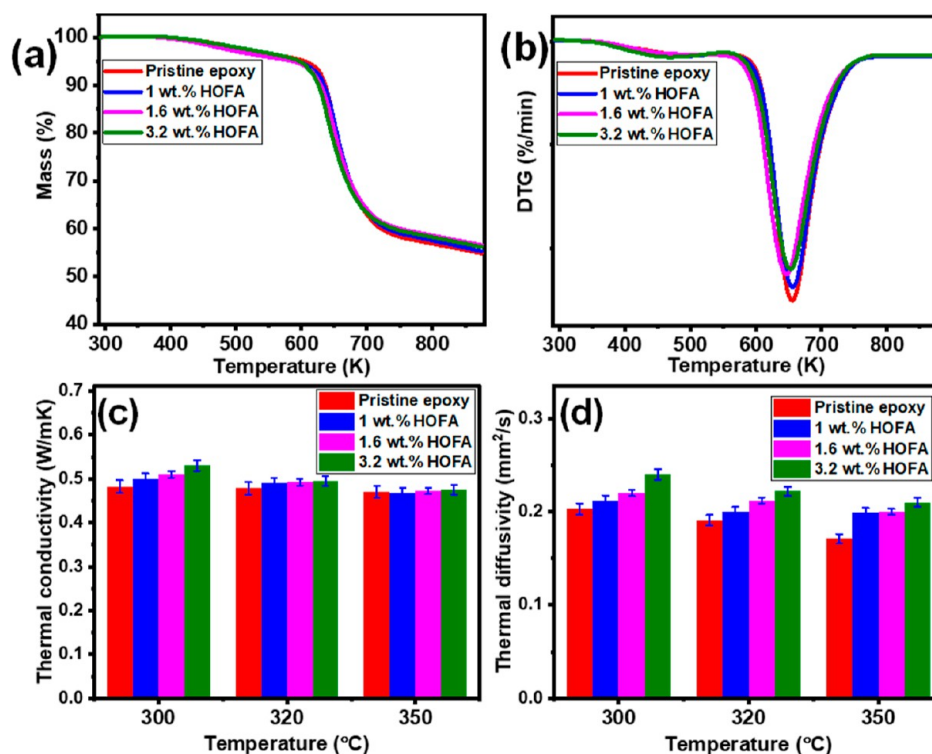 (a)
Pristine epoxy
1 wt.% HOFA
1.6 wt.% HOFA
3.2 wt.% HOFA
Mass (%)
100
90
80
70
60
50
40
300 400 500 600 700 800
Temperature (K)
(b)
Pristine epoxy
1 wt.% HOFA
1.6 wt.% HOFA
3.2 wt.% HOFA
DTG (%/min)
300 400 500 600 700 800
Temperature (K)
(c)
Pristine epoxy
1 wt.% HOFA
1.6 wt.% HOFA
3.2 wt.% HOFA
Thermal conductivity (W/mK)
0.7
0.6
0.5
0.4
0.3
0.2
0.1
0.0
300 320 350
Temperature (°C)
(d)
Pristine epoxy
1 wt.% HOFA
1.6 wt.% HOFA
3.2 wt.% HOFA
Thermal diffusivity (mm²/s)
0.3
0.2
0.1
0.0
300 320 350
Temperature (°C)